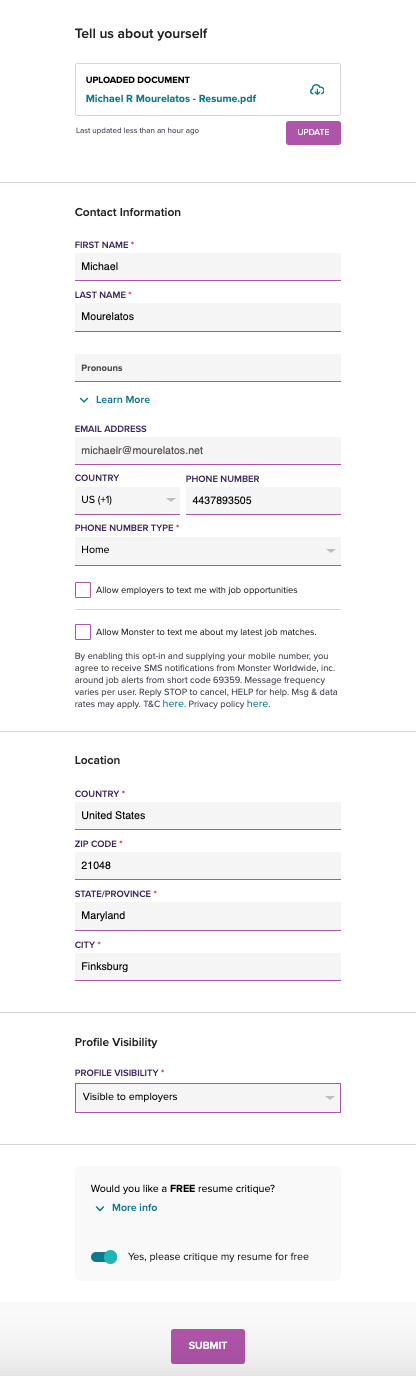 Tell us about yourself
UPLOADED DOCUMENT
Michael R Mourelatos - Resume.pdf
Last updated less than an hour ago
UPDATE
Contact Information
FIRST NAME *
Michael
LAST NAME *
Mourelatos
Pronouns
Learn More
EMAIL ADDRESS
michaelr@mourelatos.net
COUNTRY
PHONE NUMBER
US (+1)
4437893505
PHONE NUMBER TYPE *
Home
Allow employers to text me with job opportunities
Allow Monster to text me about my latest job matches.
By enabling this opt-in and supplying your mobile number, you
agree to receive SMS notifications from Monster Worldwide, inc.
around job alerts from short code 69359. Message frequency
varies per user. Reply STOP to cancel, HELP for help. Msg & data
rates may apply. T&C here. Privacy policy here.
Location
COUNTRY *
United States
ZIP CODE *
21048
STATE/PROVINCE *
Maryland
CITY *
Finksburg
Profile Visibility
PROFILE VISIBILITY *
Visible to employers
Would you like a FREE resume critique?
More info
Yes, please critique my resume for free
SUBMIT